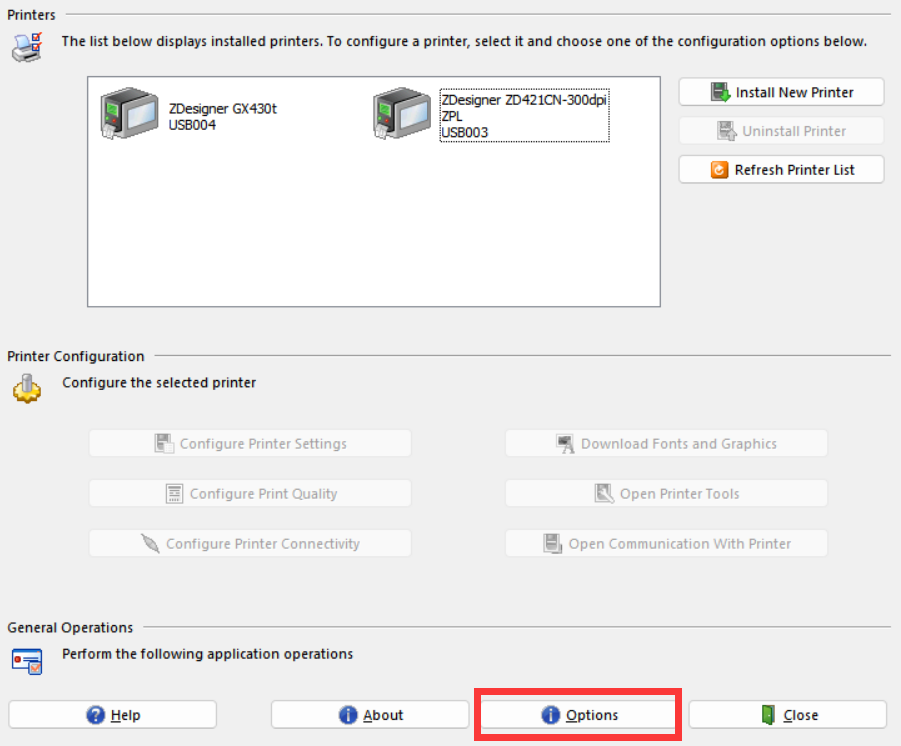 Printers
The list below displays installed printers. To configure a printer, select it and choose one of the configuration options below.
ZDesigner GX430t
USB004
ZDesigner ZD421CN-300dpi
ZPL
USB003
Install New Printer
Uninstall Printer
Refresh Printer List
Printer Configuration
Configure the selected printer
Configure Printer Settings
Download Fonts and Graphics
Configure Print Quality
Open Printer Tools
Configure Printer Connectivity
Open Communication With Printer
General Operations
Perform the following application operations
Help
About
Options
Close